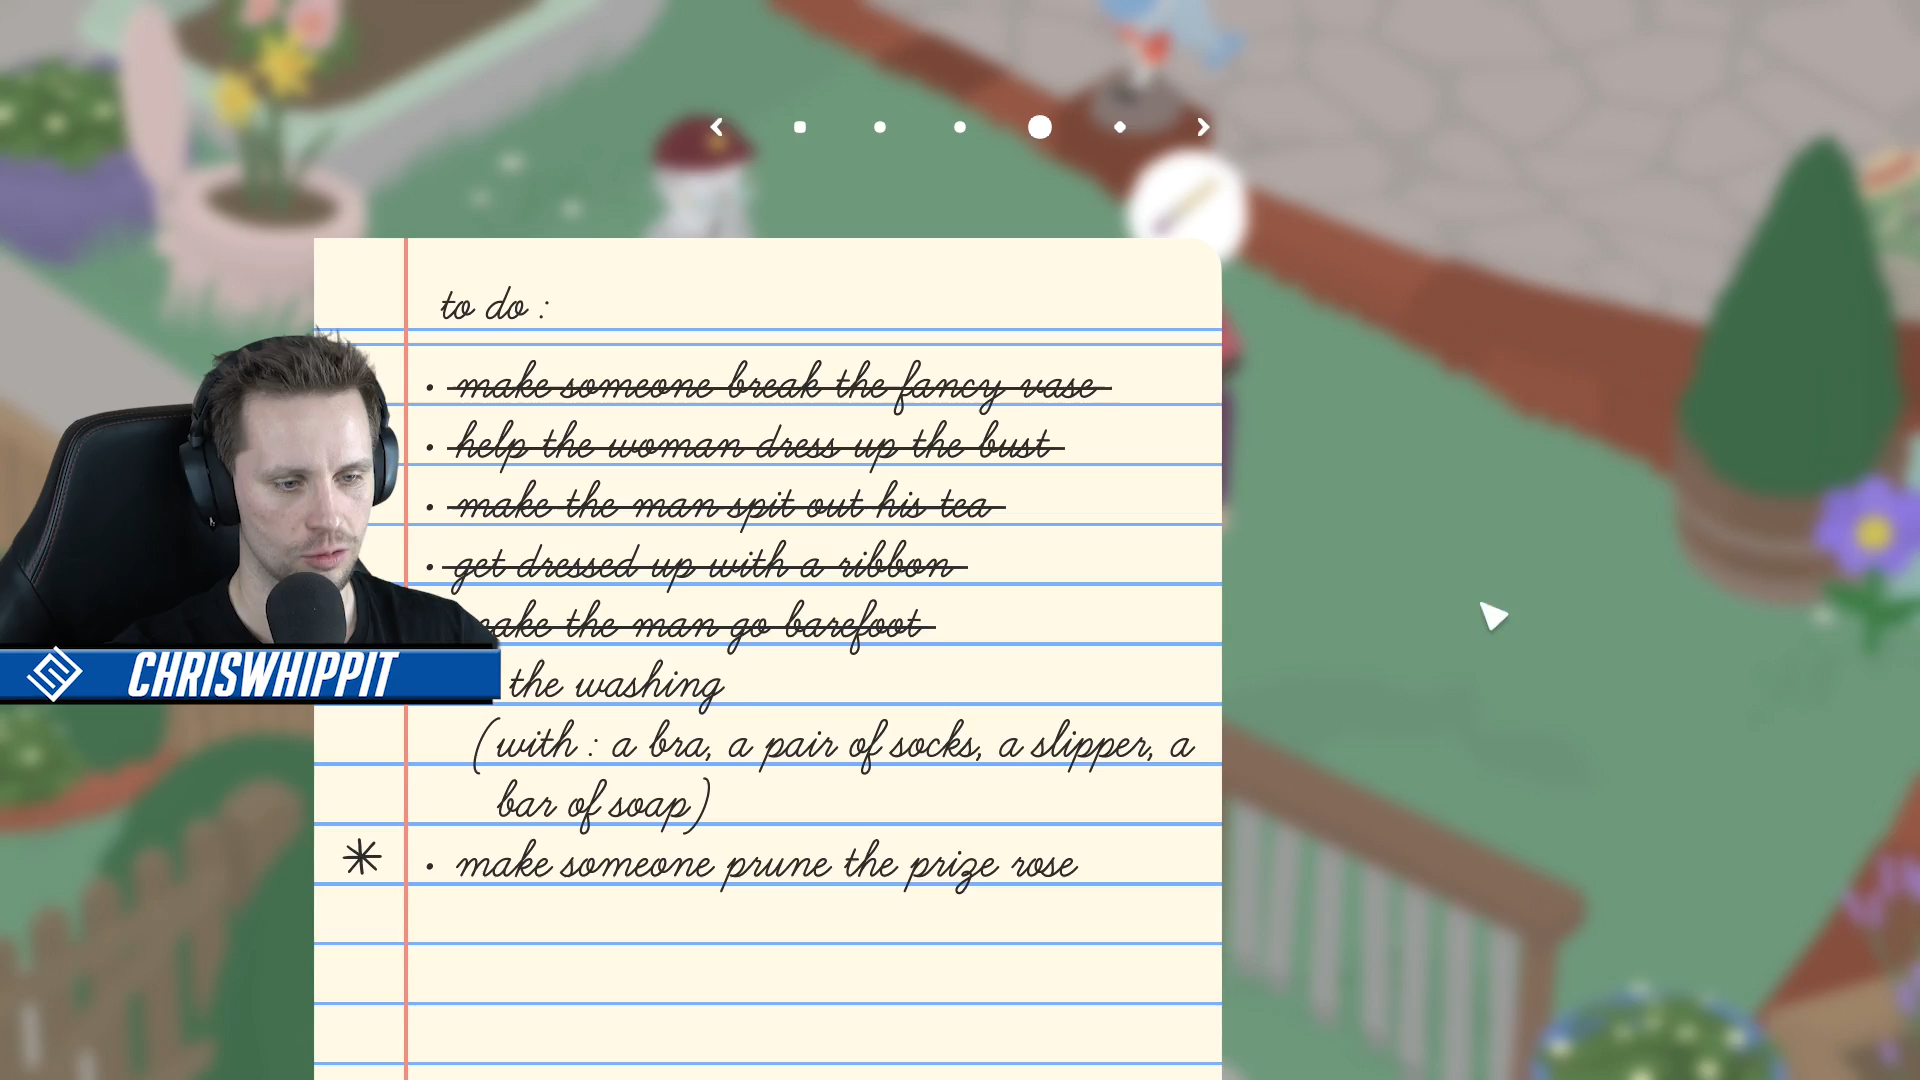 to do :
• make someone break the fancy vase
• help the woman dress up the bust
• make the man spit out his tea
• get dressed up with a ribbon
make the man go barefoot
CHRISWHIPPIT
the washing
(with : a bra, a pair of socks, a slipper, a
bar of soap)
• make someone prune the prize rose